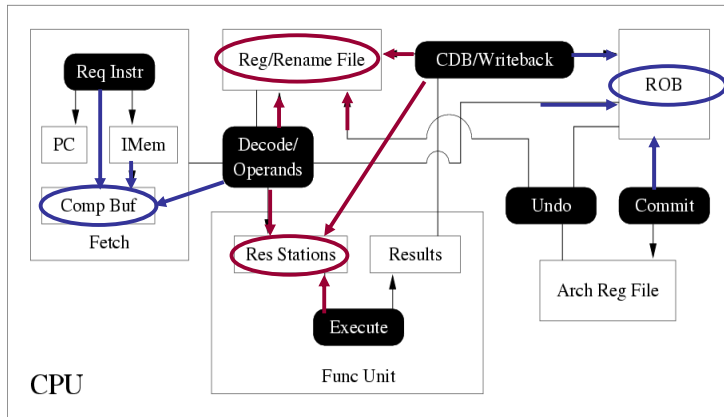 Req Instr
Reg/Rename File
CDB/Writeback
ROB
PC
IMem
Decode/
Operands
Comp Buf
Undo
Commit
Fetch
Res Stations
Results
Arch Reg File
Execute
Func Unit
CPU